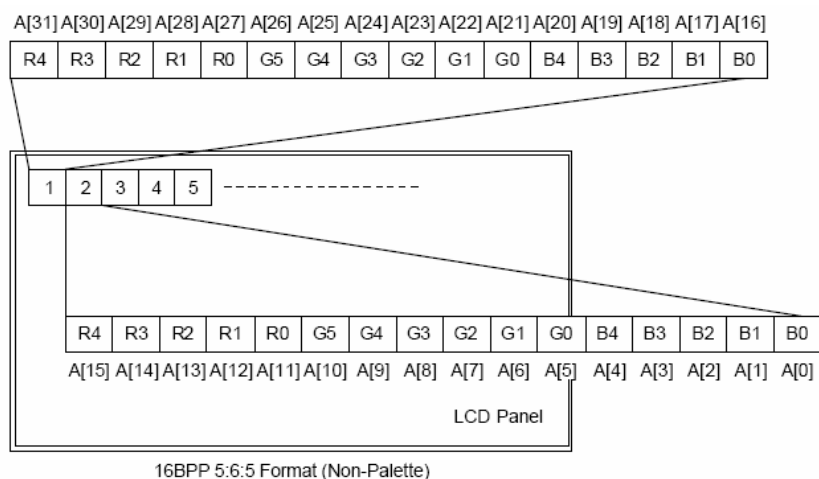 A[31] A[30] A[29] A[28] A[27] A[26] A[25] A[24] A[23] A[22] A[21] A[20] A[19] A[18] A[17] A[16]
R4 R3 R2 R1 R0 G5 G4 G3 G2 G1 G0 B4 B3 B2 B1 B0
1 2 3 4 5
R4 R3 R2 R1 R0 G5 G4 G3 G2 G1 G0 B4 B3 B2 B1 B0
A[15] A[14] A[13] A[12] A[11] A[10] A[9] A[8] A[7] A[6] A[5] A[4] A[3] A[2] A[1] A[0]
LCD Panel
16BPP 5:6:5 Format (Non-Palette)